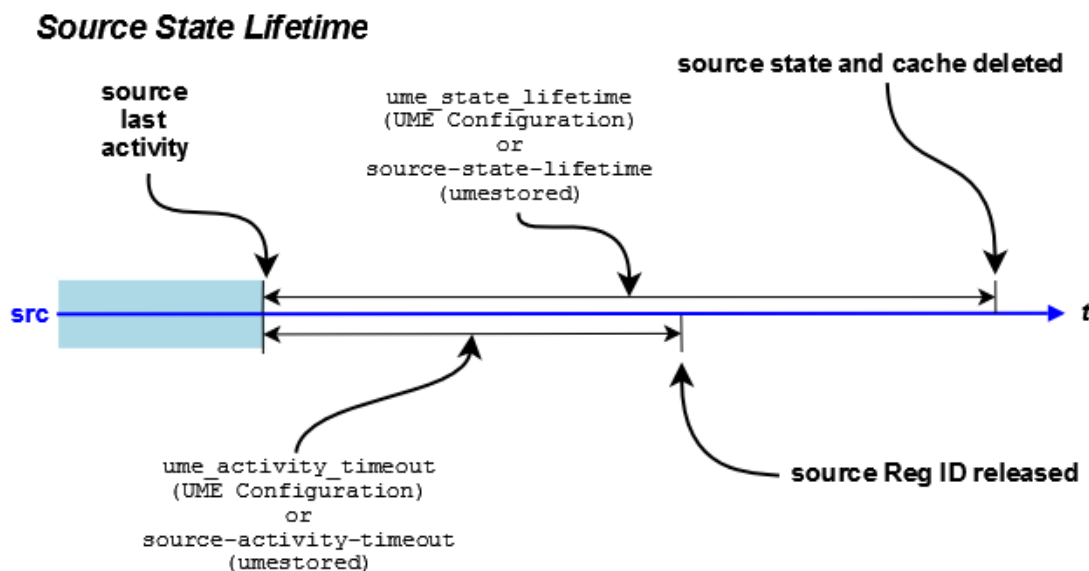 Source State Lifetime
source state and cache deleted
source
last
activity
ume_state_lifetime
(UME Configuration)
or
source-state-lifetime
(umestored)
src
t
ume_activity_timeout
(UME Configuration)
or
source-activity-timeout
(umestored)
source Reg ID released